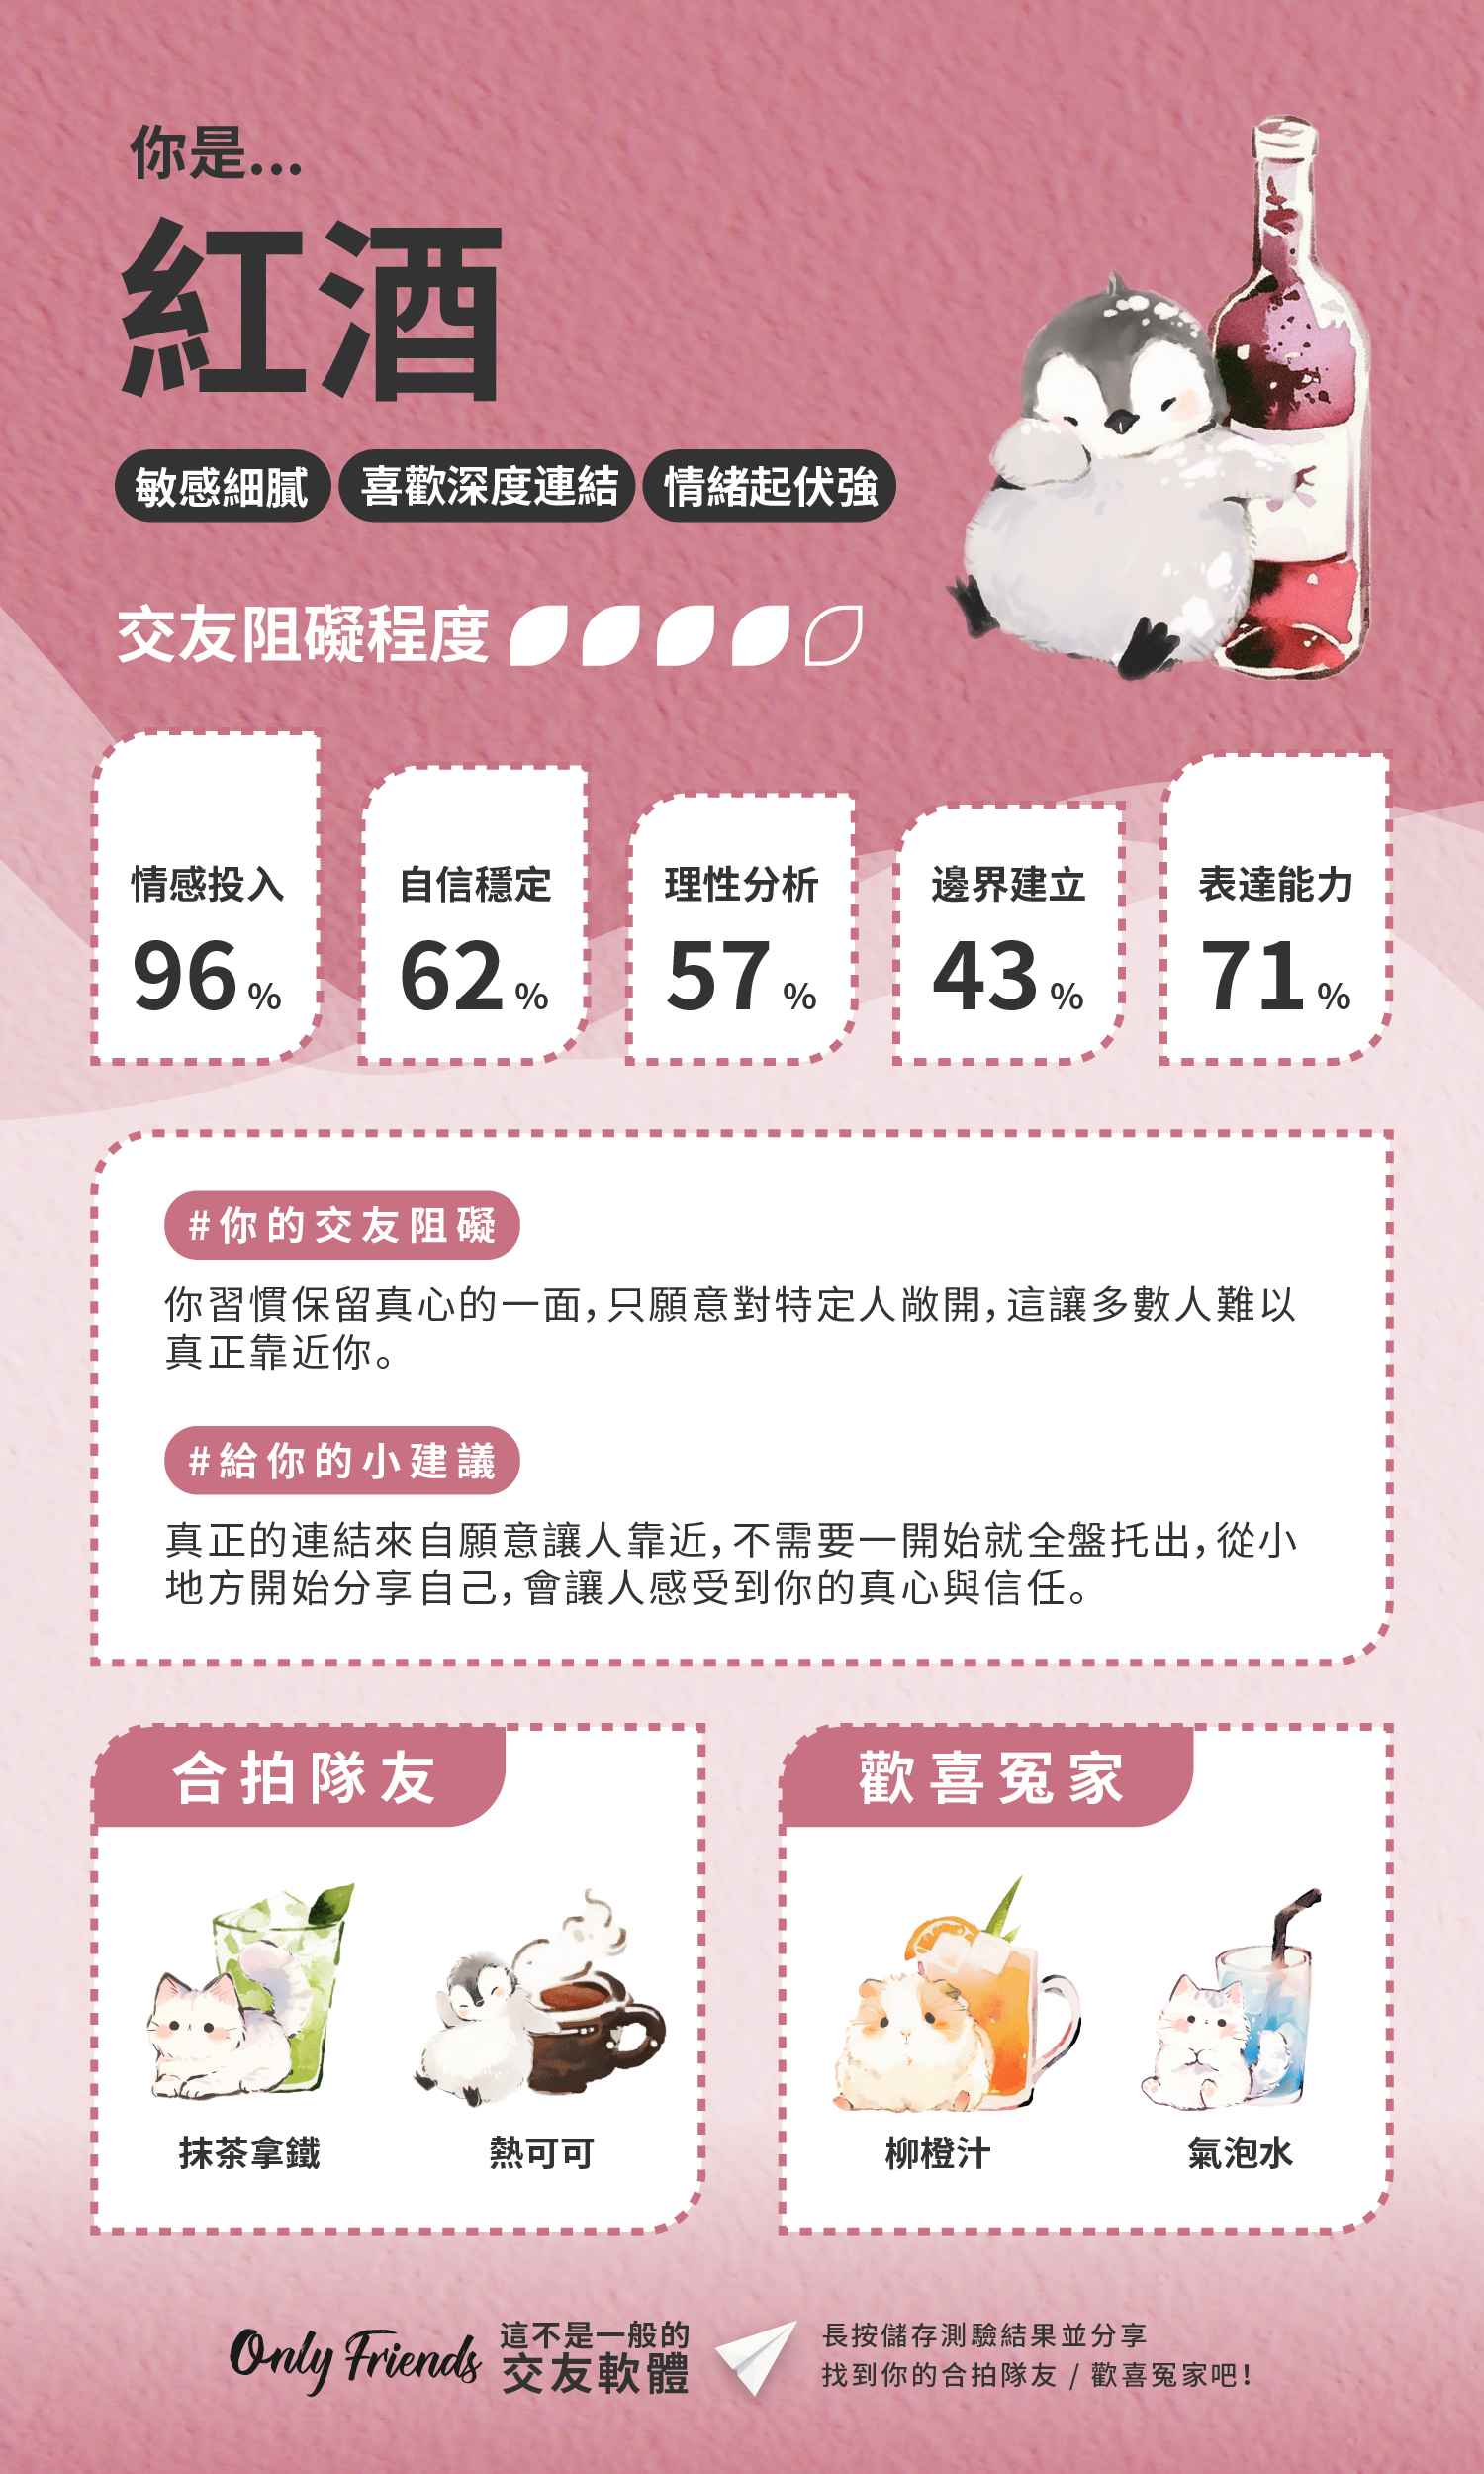 你是...
紅酒
敏感細膩 喜歡深度連結 情緒起伏強
交友阻礙程度
情感投入 自信穩定 理性分析 邊界建立 表達能力
96% 62% 57% 43% 71%
#你的交友阻礙
你習慣保留真心的一面，只願意對特定人敞開，這讓多數人難以
真正靠近你。
#給你的小建議
真正的連結來自願意讓人靠近，不需要一開始就全盤托出，從小
地方開始分享自己，會讓人感受到你的真心與信任。
合拍隊友
抹茶拿鐵 熱可可
歡喜冤家
柳橙汁 氣泡水
Only Friends
這不是一般的
交友軟體
長按儲存測驗結果並分享
找到你的合拍隊友 / 歡喜冤家吧！